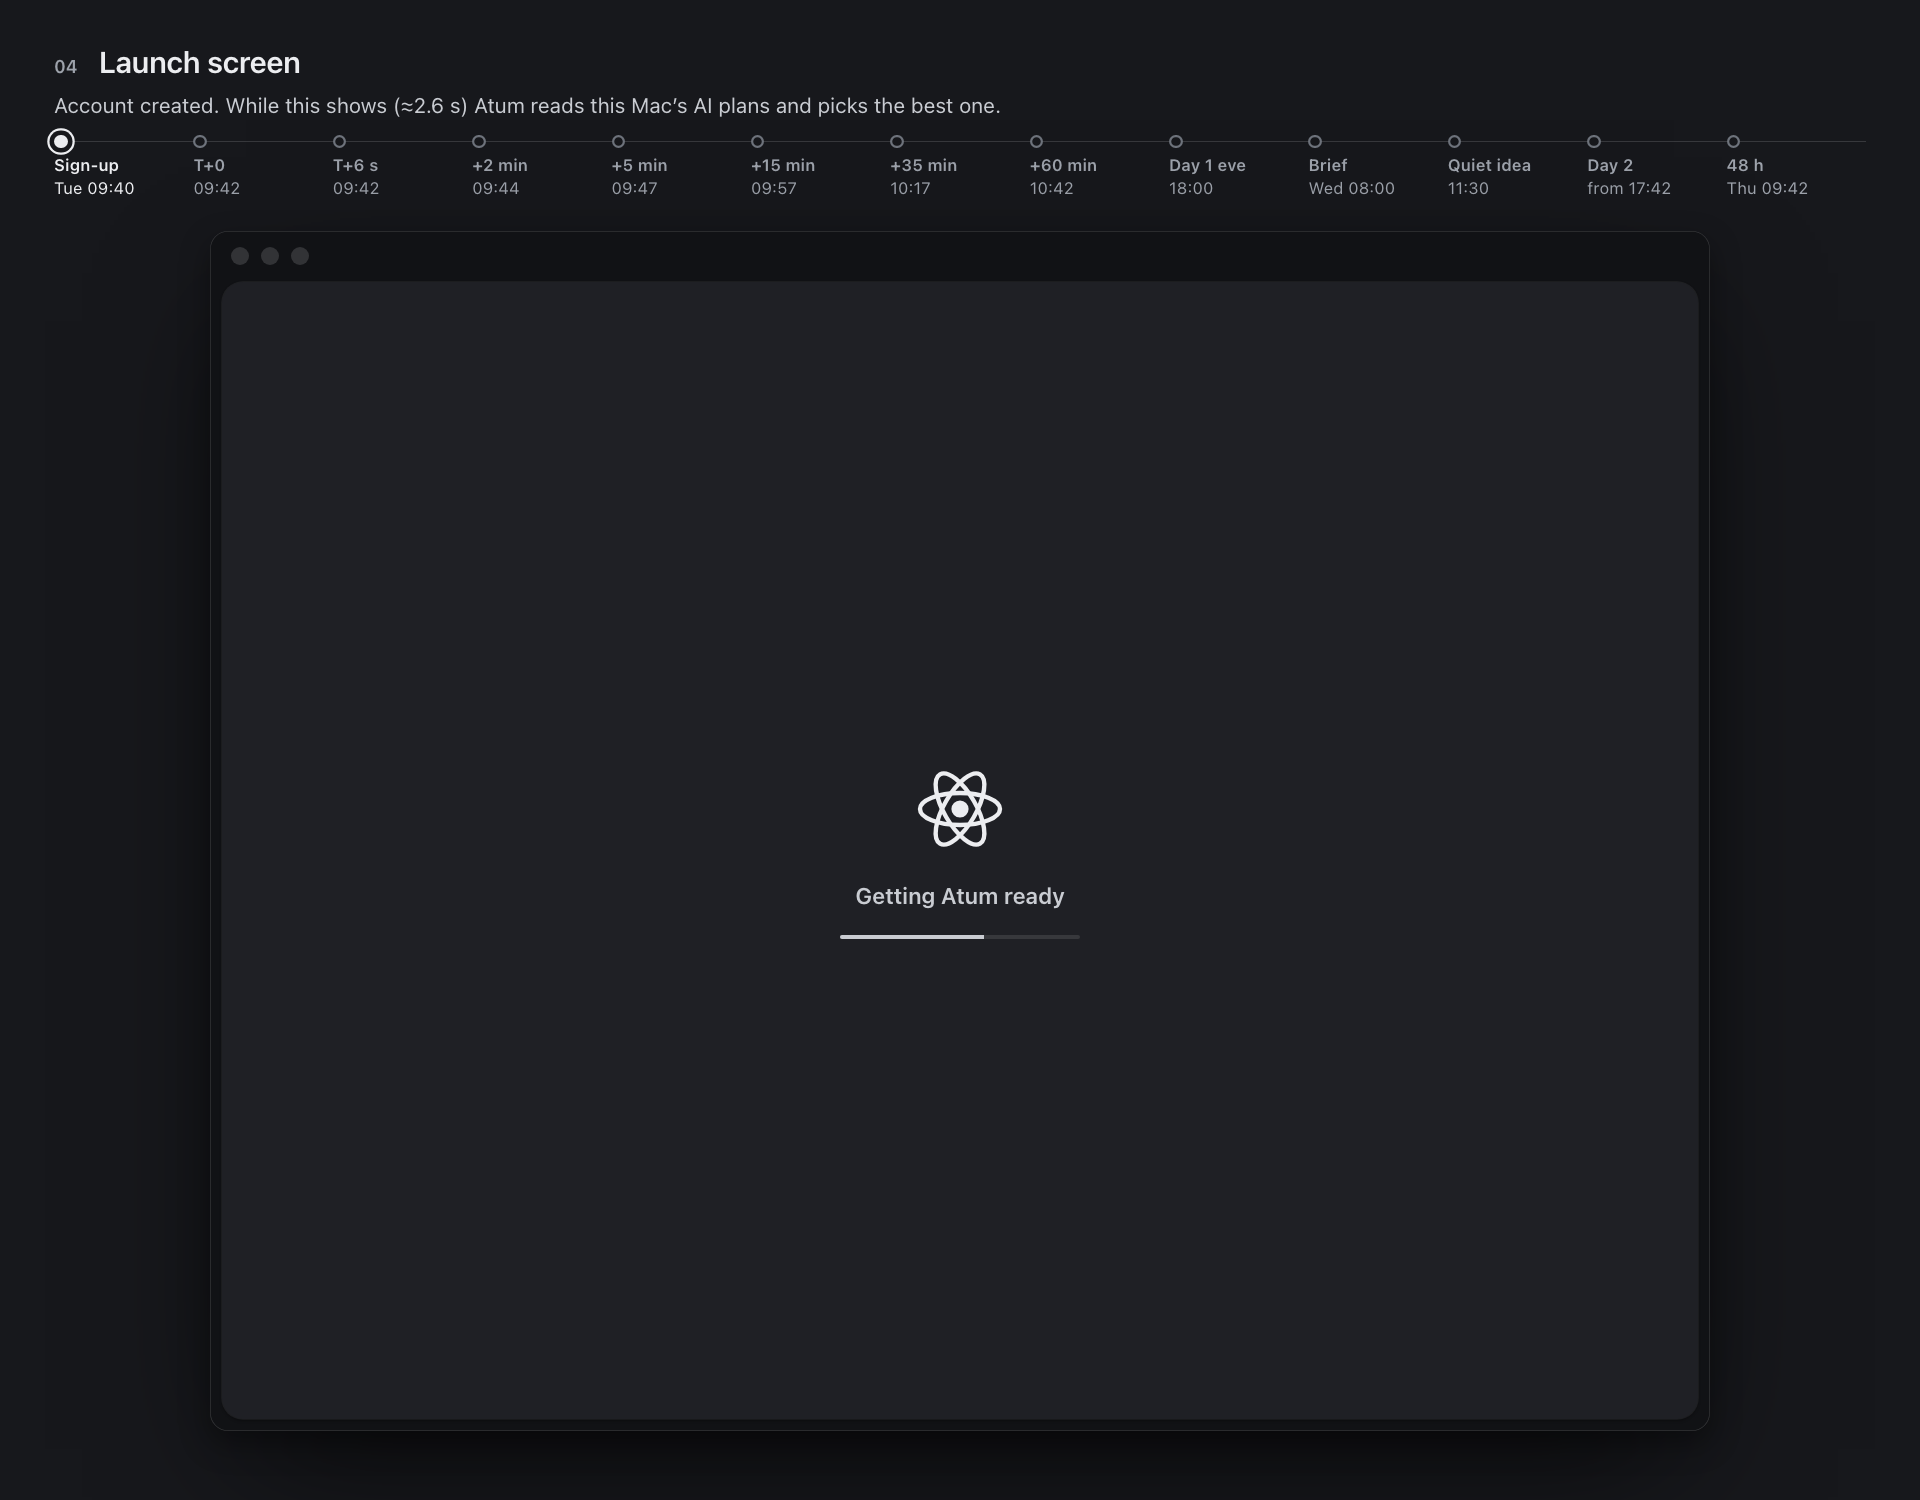 04 Launch screen
Account created. While this shows (≈2.6 s) Atum reads this Mac’s AI plans and picks the best one.
Sign-up T+0 T+6 s +2 min +5 min +15 min +35 min +60 min Day 1 eve Brief Quiet idea Day 2 48 h
Tue 09:40 09:42 09:42 09:44 09:47 09:57 10:17 10:42 18:00 Wed 08:00 11:30 from 17:42 Thu 09:42
Getting Atum ready